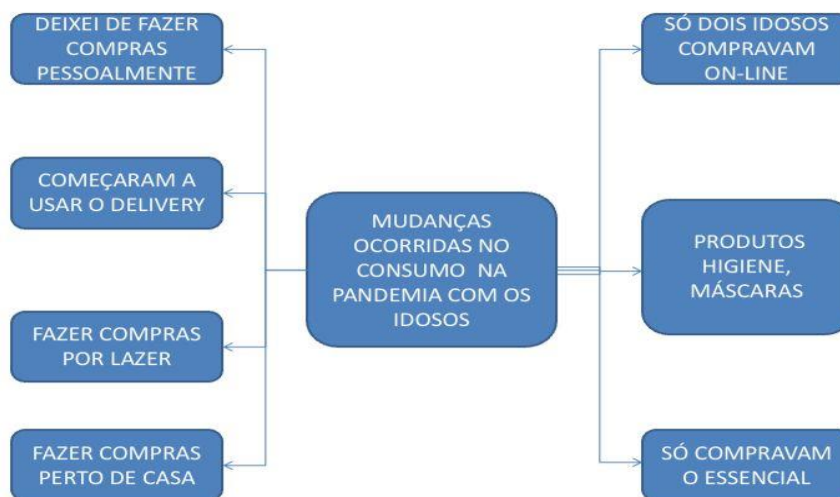 DEIXEI DE FAZER
COMPRAS
PESSOALMENTE
COMEÇARAM A
USAR O DELIVERY
FAZER COMPRAS
POR LAZER
FAZER COMPRAS
PERTO DE CASA
MUDANÇAS
OCORRIDAS NO
CONSUMO NA
PANDEMIA COM OS
IDOSOS
SÓ DOIS IDOSOS
COMPRAVAM
ON-LINE
PRODUTOS
HIGIENE,
MÁSCARAS
SÓ COMPRAVAM
O ESSENCIAL